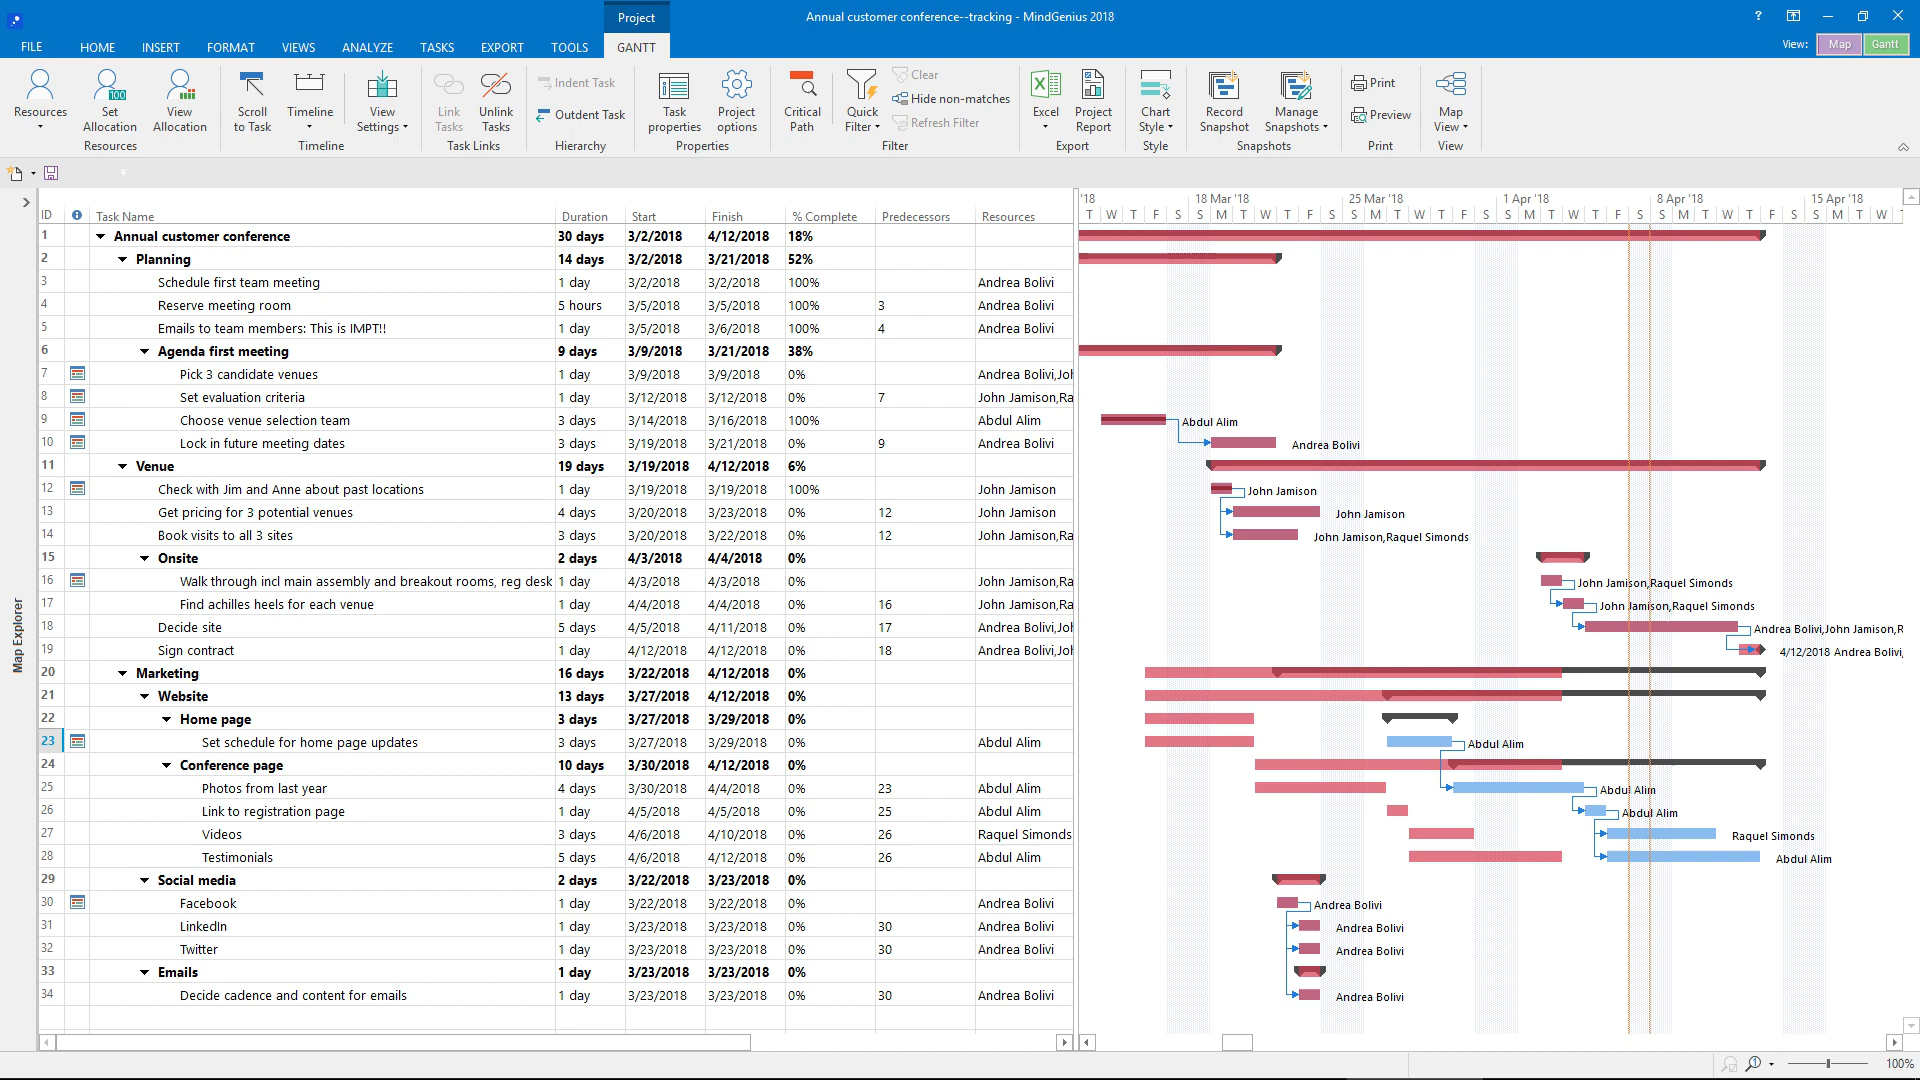 Project
Annual customer conference--tracking - MindGenius 2018
FILE HOME INSERT FORMAT VIEWS ANALYZE TASKS EXPORT TOOLS GANTT View: Map Gantt
Resources Set Allocation View Allocation Scroll to Task Timeline View Settings Link Tasks Unlink Tasks Indent Task Outdent Task Task properties Project options Critical Path Quick Filter Clear Hide non-matches Refresh Filter Excel Project Report Chart Style Record Snapshot Manage Snapshots Print Preview Map View
Resources Timeline Task Links Hierarchy Properties Filter Export Style Snapshots Print View
Map Explorer
'18 18 Mar '18 25 Mar '18 1 Apr '18 8 Apr '18 15 Apr '18
ID Task Name Duration Start Finish % Complete Predecessors Resources T W T F S S M T W T F S S M T W T F S S M T W T F S S M T W T F S S M T W
1 Annual customer conference 30 days 3/2/2018 4/12/2018 18%
2 Planning 14 days 3/2/2018 3/21/2018 52%
3 Schedule first team meeting 1 day 3/2/2018 3/2/2018 100% Andrea Bolivi
4 Reserve meeting room 5 hours 3/5/2018 3/5/2018 100% 3 Andrea Bolivi
5 Emails to team members: This is IMPT!! 1 day 3/5/2018 3/6/2018 100% 4 Andrea Bolivi
6 Agenda first meeting 9 days 3/9/2018 3/21/2018 38%
7 Pick 3 candidate venues 1 day 3/9/2018 3/9/2018 0% Andrea Bolivi,Joh
8 Set evaluation criteria 1 day 3/12/2018 3/12/2018 0% 7 John Jamison,Ra
9 Choose venue selection team 3 days 3/14/2018 3/16/2018 100% Abdul Alim Abdul Alim
10 Lock in future meeting dates 3 days 3/19/2018 3/21/2018 0% 9 Andrea Bolivi Andrea Bolivi
11 Venue 19 days 3/19/2018 4/12/2018 6%
12 Check with Jim and Anne about past locations 1 day 3/19/2018 3/19/2018 100% John Jamison John Jamison
13 Get pricing for 3 potential venues 4 days 3/20/2018 3/23/2018 0% 12 John Jamison John Jamison
14 Book visits to all 3 sites 3 days 3/20/2018 3/22/2018 0% 12 John Jamison,Ra John Jamison,Raquel Simonds
15 Onsite 2 days 4/3/2018 4/4/2018 0%
16 Walk through incl main assembly and breakout rooms, reg desk 1 day 4/3/2018 4/3/2018 0% John Jamison,Ra John Jamison,Raquel Simonds
17 Find achilles heels for each venue 1 day 4/4/2018 4/4/2018 0% 16 John Jamison,Ra John Jamison,Raquel Simonds
18 Decide site 5 days 4/5/2018 4/11/2018 0% 17 Andrea Bolivi,Joh Andrea Bolivi,John Jamison,R
19 Sign contract 1 day 4/12/2018 4/12/2018 0% 18 Andrea Bolivi,Joh 4/12/2018 Andrea Bolivi,
20 Marketing 16 days 3/22/2018 4/12/2018 0%
21 Website 13 days 3/27/2018 4/12/2018 0%
22 Home page 3 days 3/27/2018 3/29/2018 0%
23 Set schedule for home page updates 3 days 3/27/2018 3/29/2018 0% Abdul Alim Abdul Alim
24 Conference page 10 days 3/30/2018 4/12/2018 0%
25 Photos from last year 4 days 3/30/2018 4/4/2018 0% 23 Abdul Alim Abdul Alim
26 Link to registration page 1 day 4/5/2018 4/5/2018 0% 25 Abdul Alim Abdul Alim
27 Videos 3 days 4/6/2018 4/10/2018 0% 26 Raquel Simonds Raquel Simonds
28 Testimonials 5 days 4/6/2018 4/12/2018 0% 26 Abdul Alim Abdul Alim
29 Social media 2 days 3/22/2018 3/23/2018 0%
30 Facebook 1 day 3/22/2018 3/22/2018 0% Andrea Bolivi Andrea Bolivi
31 LinkedIn 1 day 3/23/2018 3/23/2018 0% 30 Andrea Bolivi Andrea Bolivi
32 Twitter 1 day 3/23/2018 3/23/2018 0% 30 Andrea Bolivi Andrea Bolivi
33 Emails 1 day 3/23/2018 3/23/2018 0%
34 Decide cadence and content for emails 1 day 3/23/2018 3/23/2018 0% 30 Andrea Bolivi Andrea Bolivi
100%